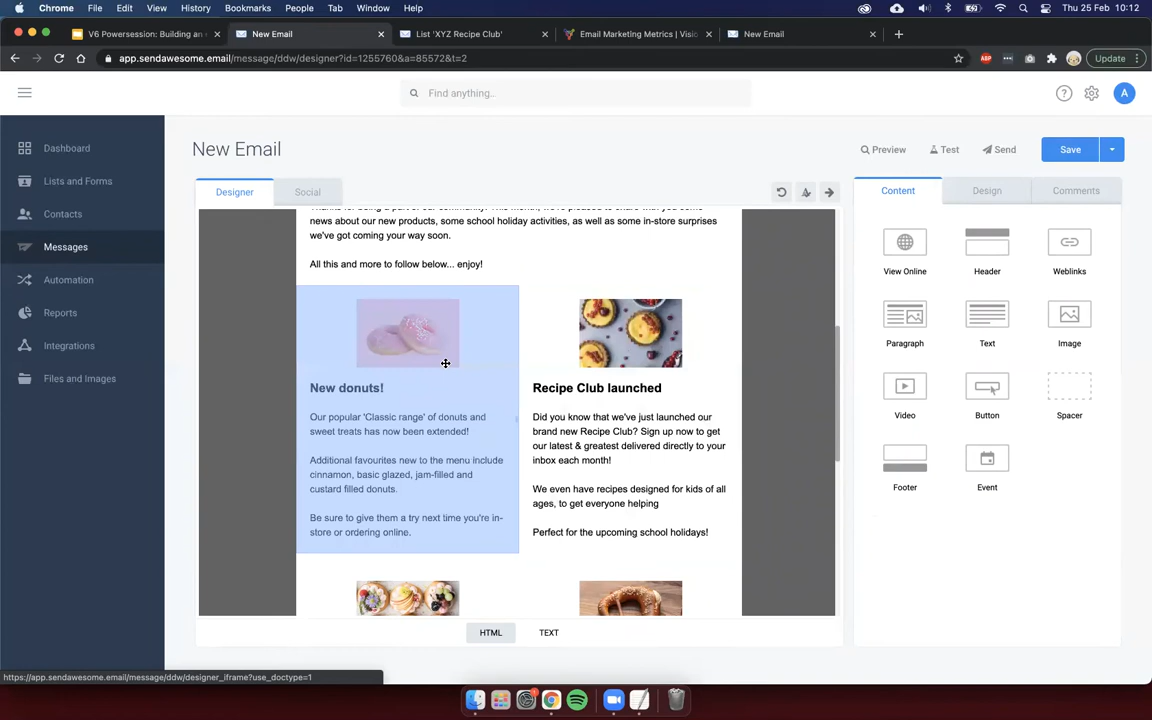 Chrome File Edit View History Bookmarks People Tab Window Help Thu 25 Feb 10:12
V6 Powersession: Building an
New Email
List 'XYZ Recipe Club'
Email Marketing Metrics | Visio
New Email
app.sendawesome.email/message/ddw/designer?id=1255760&a=85572&t=2
ABP
Update
Find anything...
A
Dashboard
Lists and Forms
Contacts
Messages
Automation
Reports
Integrations
Files and Images
New Email
Preview
Test
Send
Save
Designer
Social
news about our new products, some school holiday activities, as well as some in-store surprises
we've got coming your way soon.
All this and more to follow below... enjoy!
New donuts!
Our popular 'Classic range' of donuts and
sweet treats has now been extended!
Additional favourites new to the menu include
cinnamon, basic glazed, jam-filled and
custard filled donuts.
Be sure to give them a try next time you're in-
store or ordering online.
Recipe Club launched
Did you know that we've just launched our
brand new Recipe Club? Sign up now to get
our latest & greatest delivered directly to your
inbox each month!
We even have recipes designed for kids of all
ages, to get everyone helping
Perfect for the upcoming school holidays!
HTML
TEXT
Content
Design
Comments
View Online
Header
Weblinks
Paragraph
Text
Image
Video
Button
Spacer
Footer
Event
https://app.sendawesome.email/message/ddw/designer_iframe?use_doctype=1